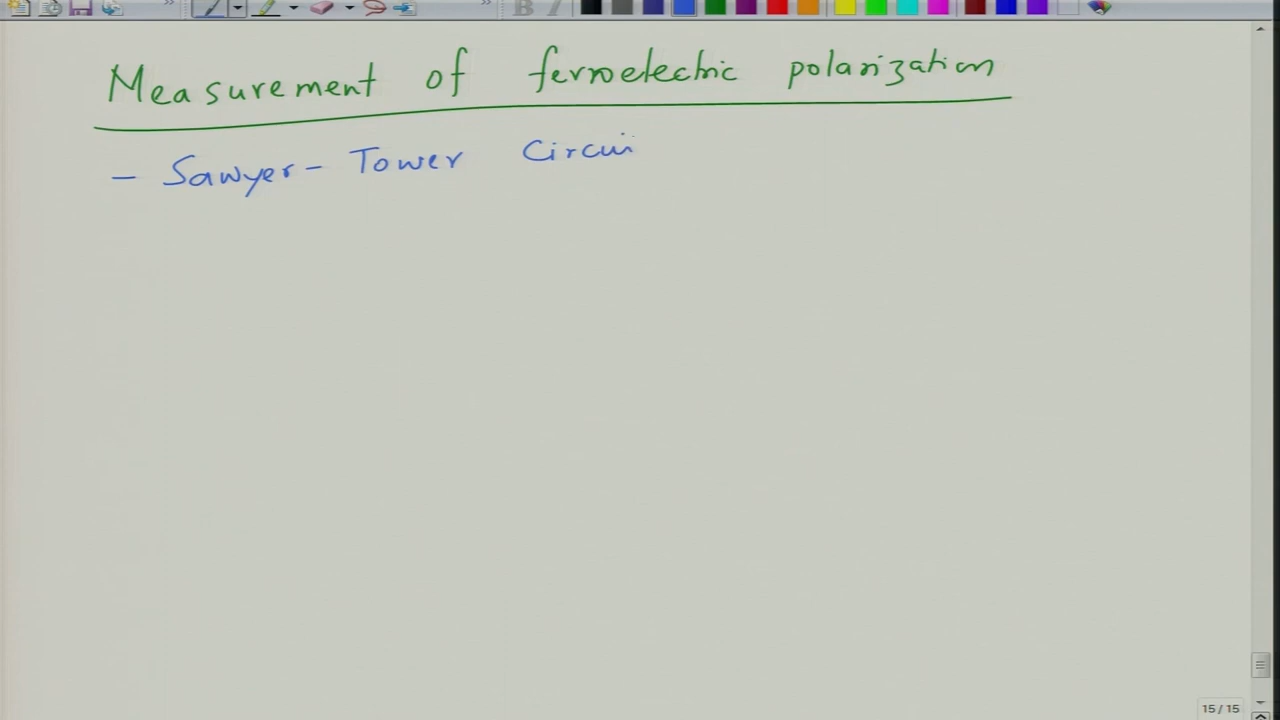 Measurement of ferroelectric polarization
- Sawyer - Tower Circui
15 / 15